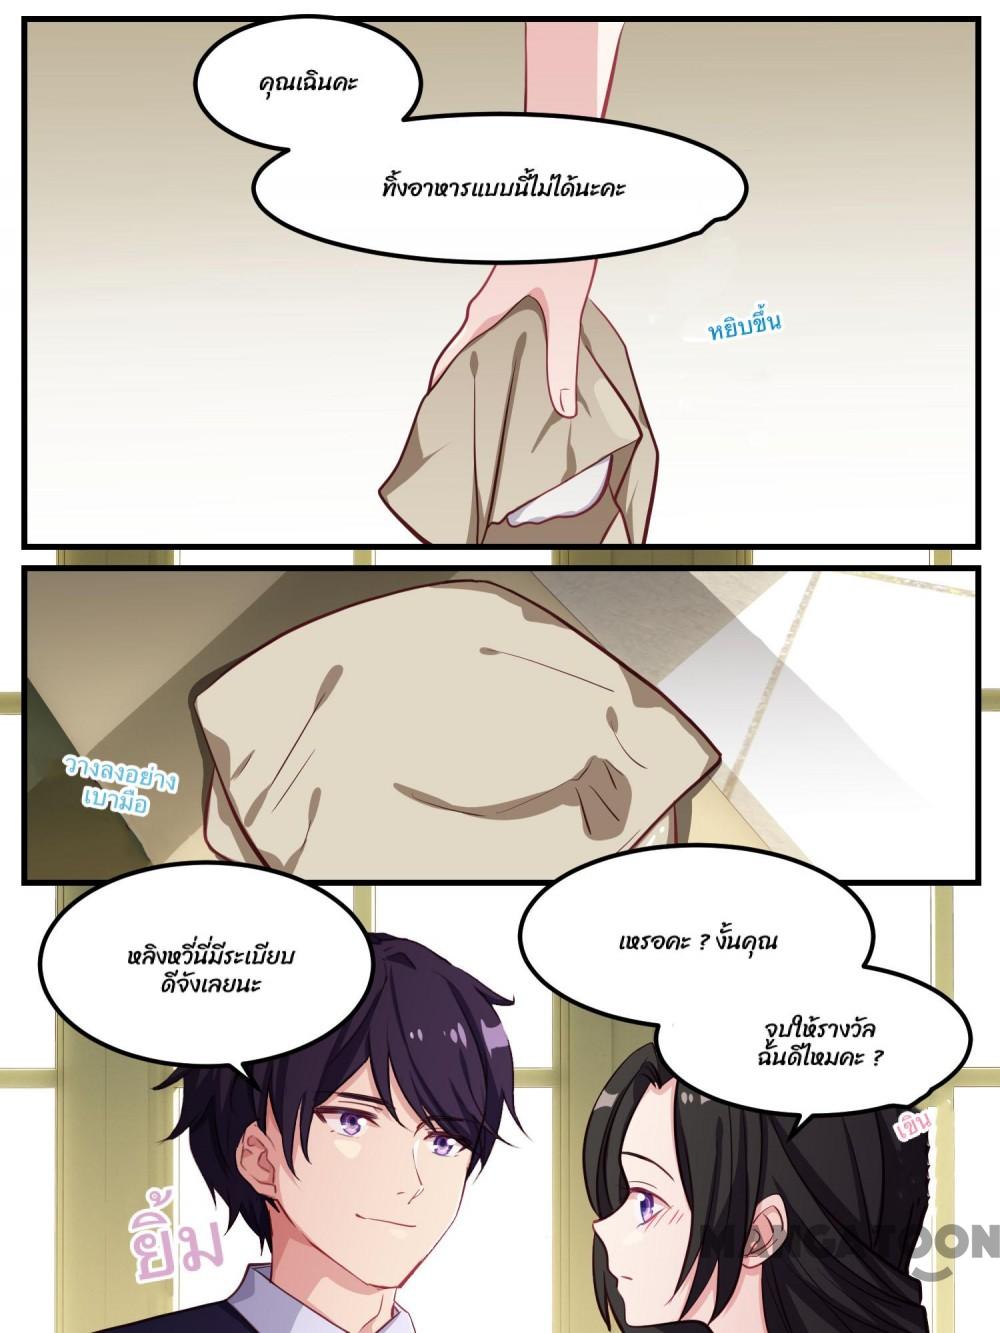 คุณเฉินคะ
ทิ้งอาหารแบบนี้ไม่ได้นะคะ
หยิบขึ้น
วางลงอย่าง
เบามือ
หลิงหวี่นี่มีระเบียบ
ดีจังเลยนะ
เหรอคะ ? งั้นคุณ
จูบให้รางวัล
ฉันดีไหมคะ ?
เขิน
ยิ้ม
MANGATOON